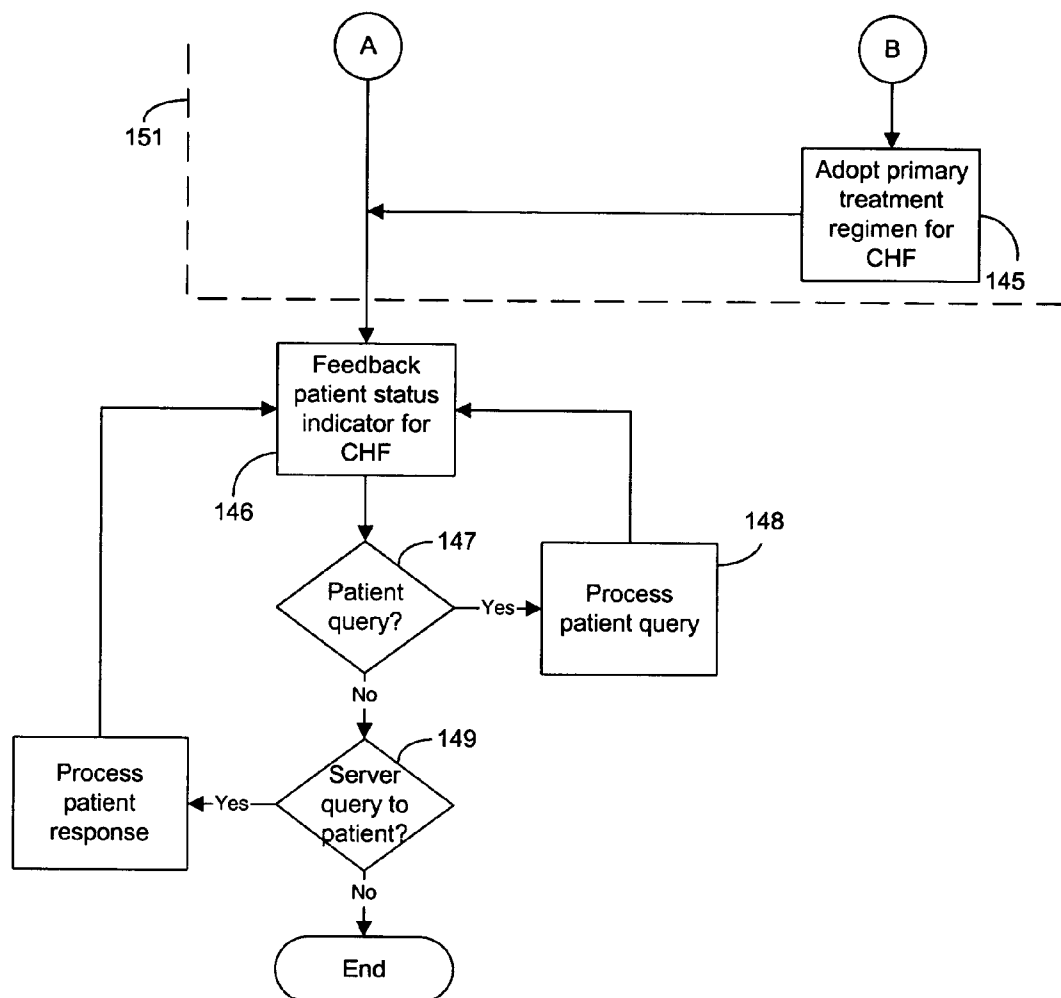 A
B
151
Adopt primary
treatment
regimen for
CHF
145
Feedback
patient status
indicator for
CHF
146
147
148
Patient
query?
Yes
Process
patient query
No
149
Process
patient
response
Yes
Server
query to
patient?
No
End